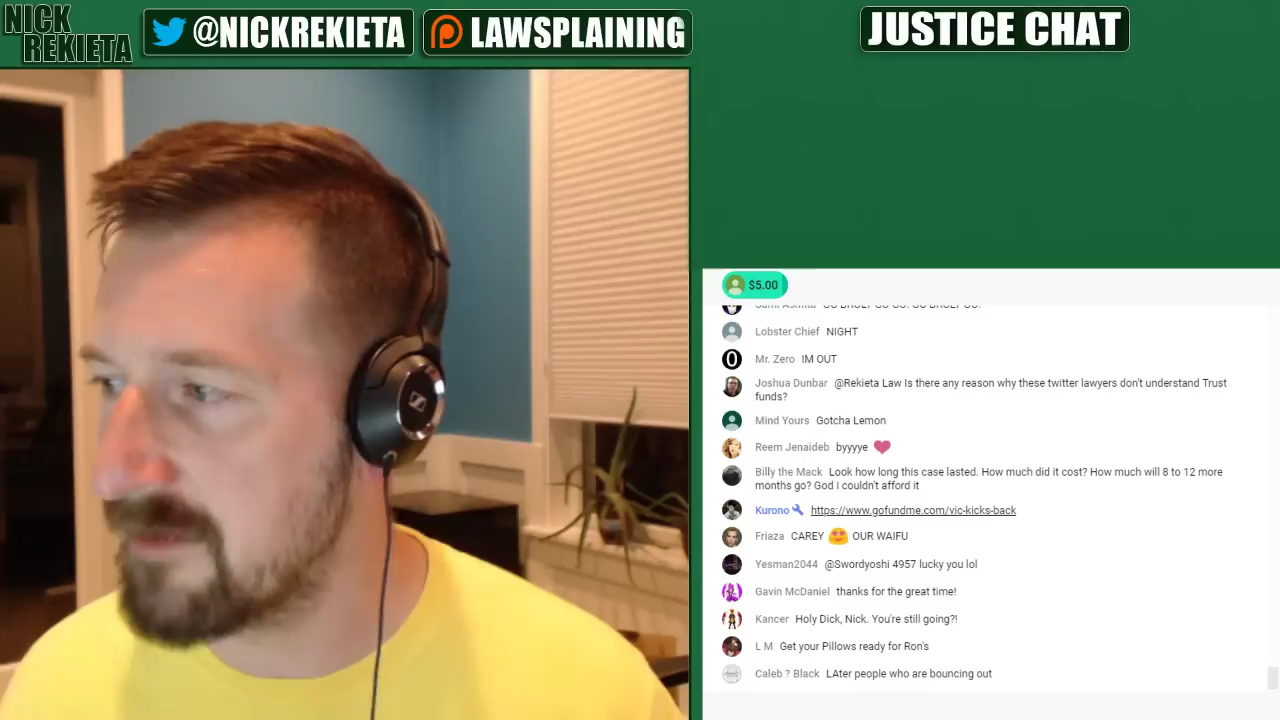 NICK
REKIETA
@NICKREKIETA
LAWSPLAINING
JUSTICE CHAT
$5.00
Lobster Chief NIGHT
Mr. Zero IM OUT
Joshua Dunbar @Rekieta Law Is there any reason why these twitter lawyers don't understand Trust
funds?
Mind Yours Gotcha Lemon
Reem Jenaideb byyyye
Billy the Mack Look how long this case lasted. How much did it cost? How much will 8 to 12 more
months go? God I couldn't afford it
Kurono https://www.gofundme.com/vic-kicks-back
Friaza CAREY 😍 OUR WAIFU
Yesman2044 @Swordyoshi 4957 lucky you lol
Gavin McDaniel thanks for the great time!
Kancer Holy Dick, Nick. You're still going?!
L M Get your Pillows ready for Ron's
Caleb ? Black LAter people who are bouncing out